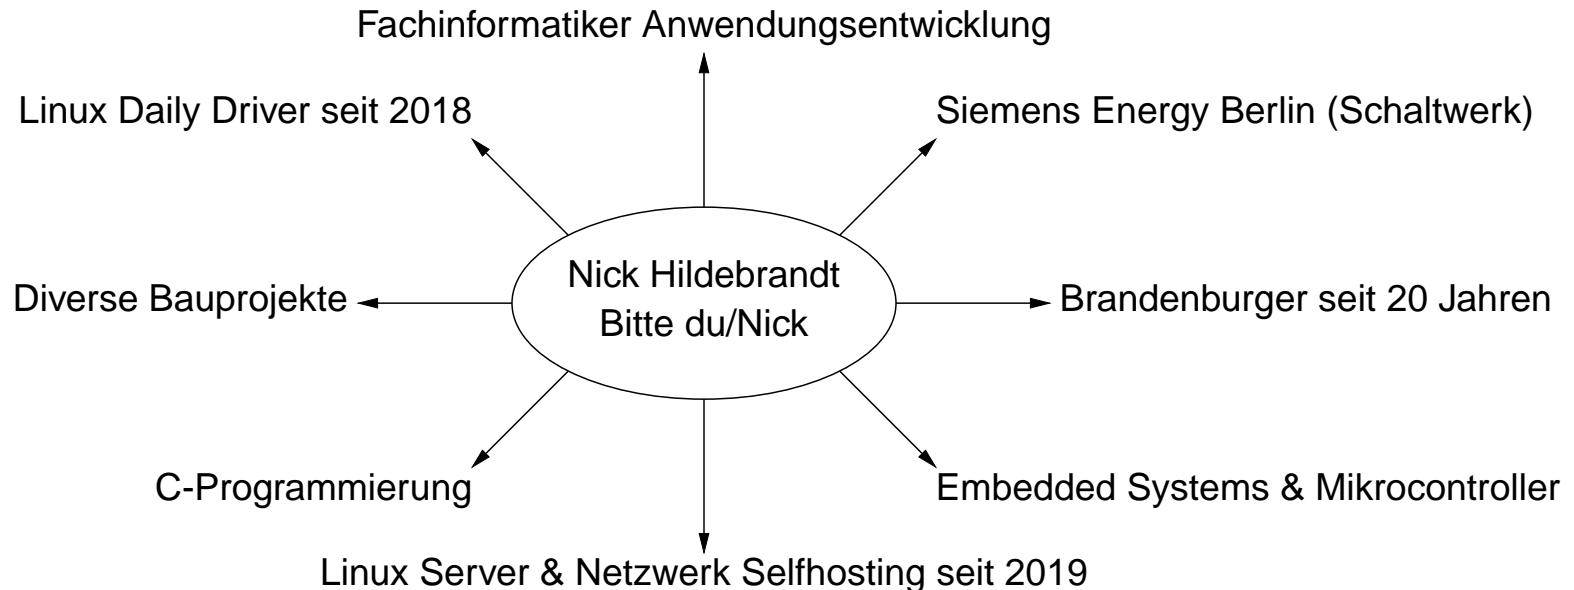 Fachinformatiker Anwendungsentwicklung
Linux Daily Driver seit 2018
Siemens Energy Berlin (Schaltwerk)
Nick Hildebrandt
Bitte du/Nick
Diverse Bauprojekte
Brandenburger seit 20 Jahren
C-Programmierung
Embedded Systems & Mikrocontroller
Linux Server & Netzwerk Selfhosting seit 2019